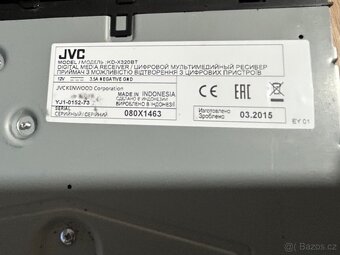 JVC
MODEL / МОДЕЛЬ : KD-X320BT
DIGITAL MEDIA RECEIVER / ЦИФРОВОЙ МУЛЬТИМЕДИЙНЫЙ РЕСИВЕР
ПРИЙМАЧ З МОЖЛИВІСТЮ ВІДТВОРЕННЯ З ЦИФРОВИХ ПРИСТРОЇВ
12V 3.5A NEGATIVE GND
JVCKENWOOD Corporation
CE EAC
YJ1-0152-73
MADE IN INDONESIA
СДЕЛАНО В ИНДОНЕЗИИ
ВИРОБЛЕНО В ІНДОНЕЗІЇ
SERIAL
СЕРИЙНЫЙ / СЕРІЙНИЙ 080X1463
Изготовлено
Зроблено 03.2015
EY 01
bazos.cz